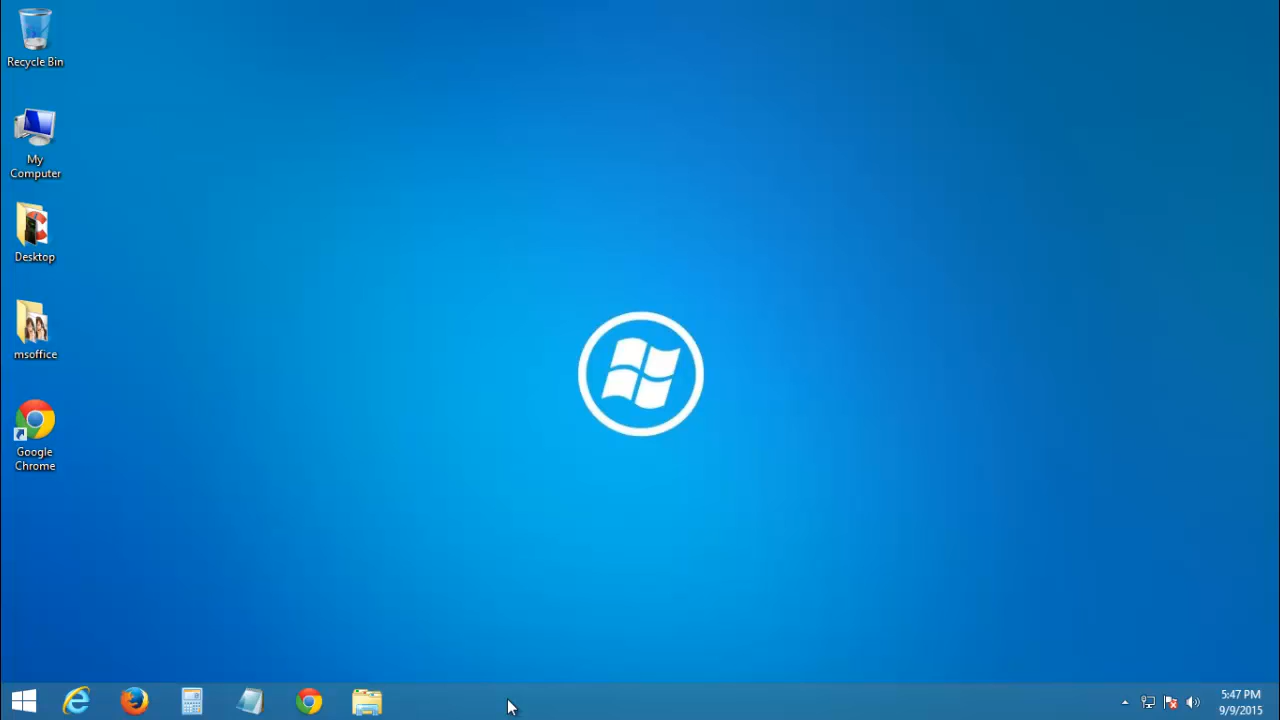 Recycle Bin
My
Computer
Desktop
msoffice
Google
Chrome
5:47 PM
9/9/2015